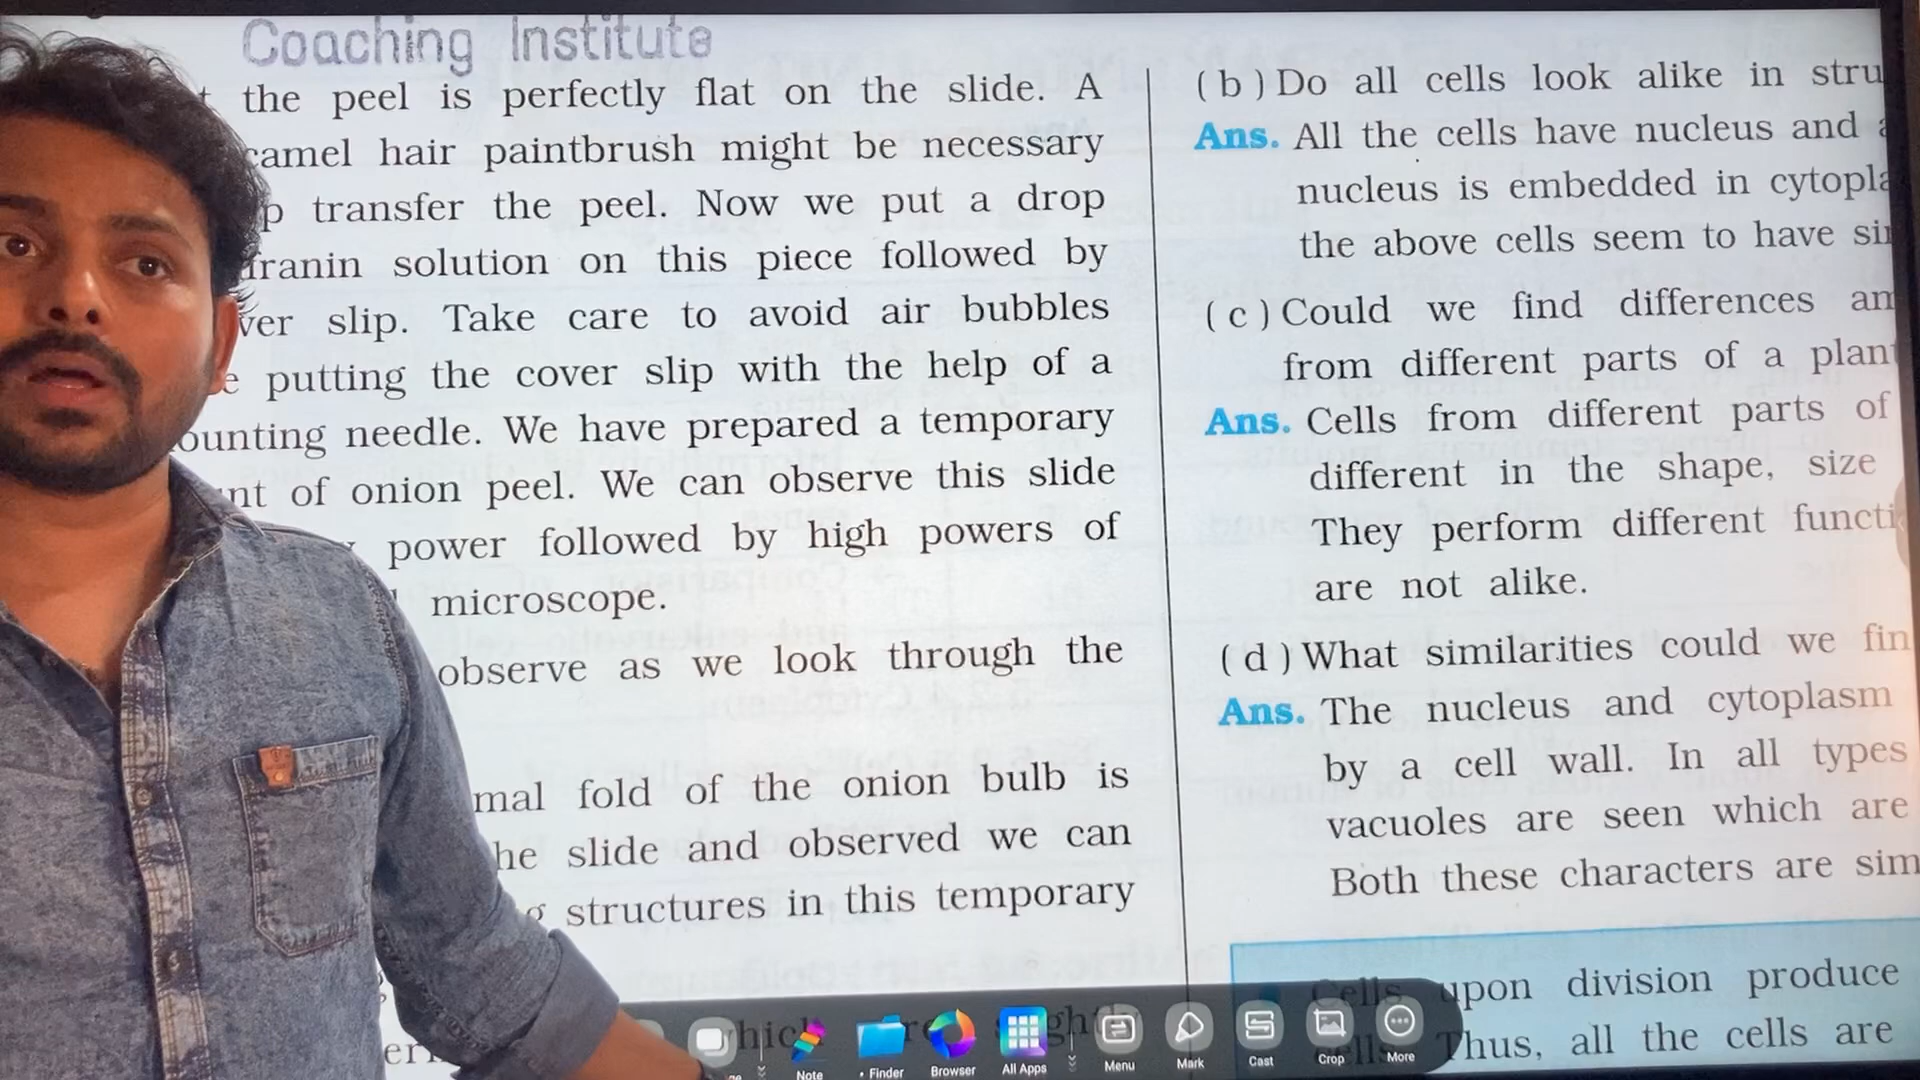 Coaching Institute
the peel is perfectly flat on the slide. A
camel hair paintbrush might be necessary
transfer the peel. Now we put a drop
solution on this piece followed by
slip. Take care to avoid air bubbles
putting the cover slip with the help of a
needle. We have prepared a temporary
of onion peel. We can observe this slide
power followed by high powers of
microscope.
observe as we look through the
fold of the onion bulb is
slide and observed we can
structures in this temporary
(b) Do all cells look alike in
Ans. All the cells have nucleus and
nucleus is embedded in
the above cells seem to have
(c) Could we find differences
from different parts of a
Ans. Cells from different parts of
different in the shape, size
They perform different
are not alike.
(d) What similarities could we
Ans. The nucleus and cytoplasm
by a cell wall. In all types
vacuoles are seen which are
Both these characters are
Cells upon division produce
cells. Thus, all the cells are
Note
Finder
Browser
All Apps
Menu
Mark
Cast
Crop
More